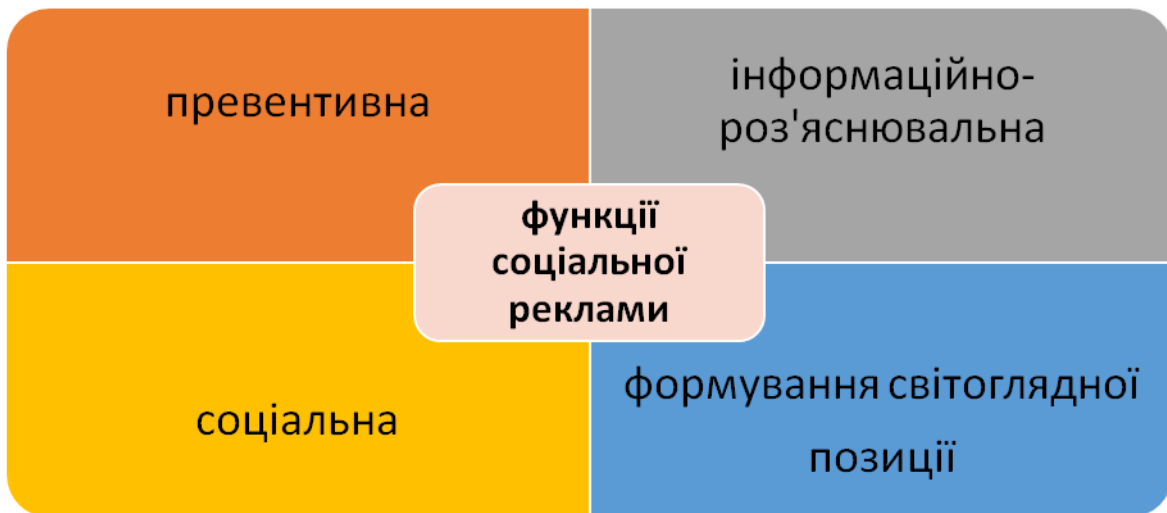 превентивна
інформаційно-
роз'яснювальна
функції
соціальної
реклами
соціальна
формування світоглядної
позиції